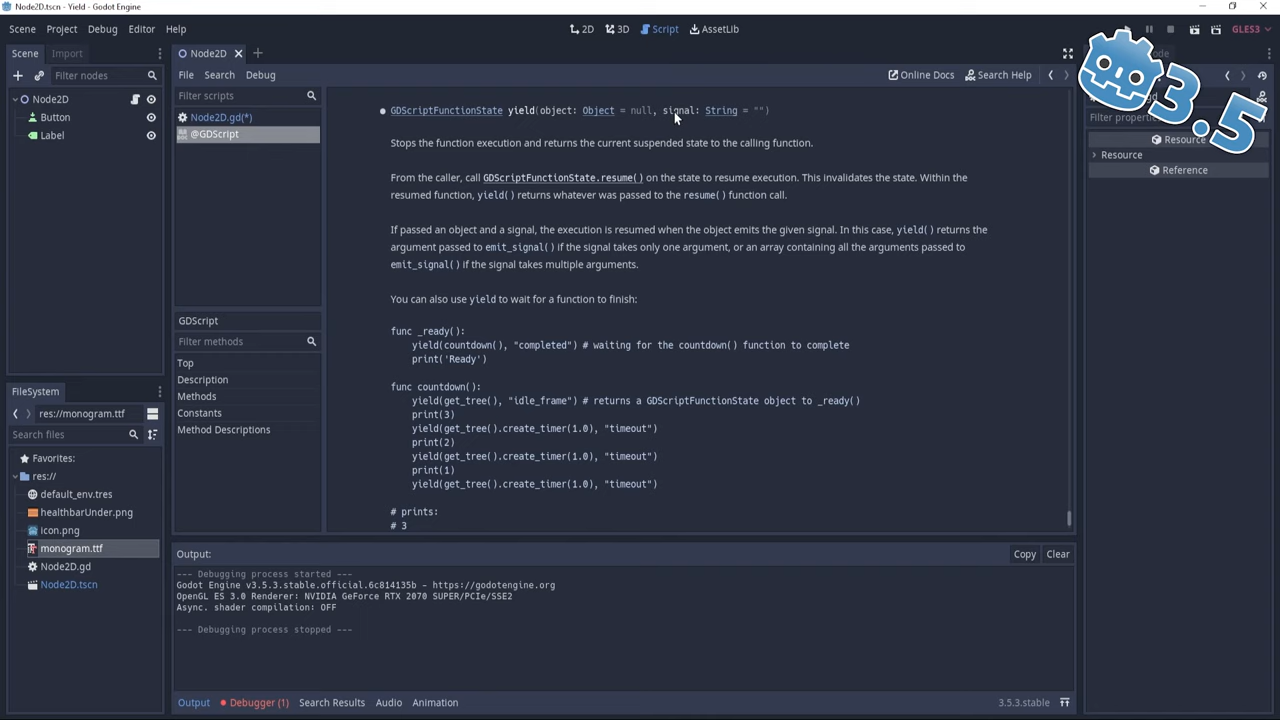 Node2D.tscn - Yield - Godot Engine
Scene Project Debug Editor Help
2D 3D Script AssetLib
GLES3
3.5
Scene Import
Filter nodes
Node2D
Button
Label
Node2D
File Search Debug
Online Docs Search Help
Filter scripts
Node2D.gd(*)
@GDScript
GDScript
Filter methods
Top
Description
Methods
Constants
Method Descriptions
GDScriptFunctionState yield(object: Object = null, signal: String = "")
Stops the function execution and returns the current suspended state to the calling function.
From the caller, call GDScriptFunctionState.resume() on the state to resume execution. This invalidates the state. Within the
resumed function, yield() returns whatever was passed to the resume() function call.
If passed an object and a signal, the execution is resumed when the object emits the given signal. In this case, yield() returns the
argument passed to emit_signal() if the signal takes only one argument, or an array containing all the arguments passed to
emit_signal() if the signal takes multiple arguments.
You can also use yield to wait for a function to finish:
func _ready():
yield(countdown(), "completed") # waiting for the countdown() function to complete
print('Ready')
func countdown():
yield(get_tree(), "idle_frame") # returns a GDScriptFunctionState object to _ready()
print(3)
yield(get_tree().create_timer(1.0), "timeout")
print(2)
yield(get_tree().create_timer(1.0), "timeout")
print(1)
yield(get_tree().create_timer(1.0), "timeout")
# prints:
# 3
FileSystem
res://monogram.ttf
Search files
Favorites:
res://
default_env.tres
healthbarUnder.png
icon.png
monogram.ttf
Node2D.gd
Node2D.tscn
Output:
Copy Clear
--- Debugging process started ---
Godot Engine v3.5.3.stable.official.6c814135b - https://godotengine.org
OpenGL ES 3.0 Renderer: NVIDIA GeForce RTX 2070 SUPER/PCIe/SSE2
Async. shader compilation: OFF
--- Debugging process stopped ---
Output Debugger (1) Search Results Audio Animation
3.5.3.stable
Filter properties
Resource
Resource
Reference